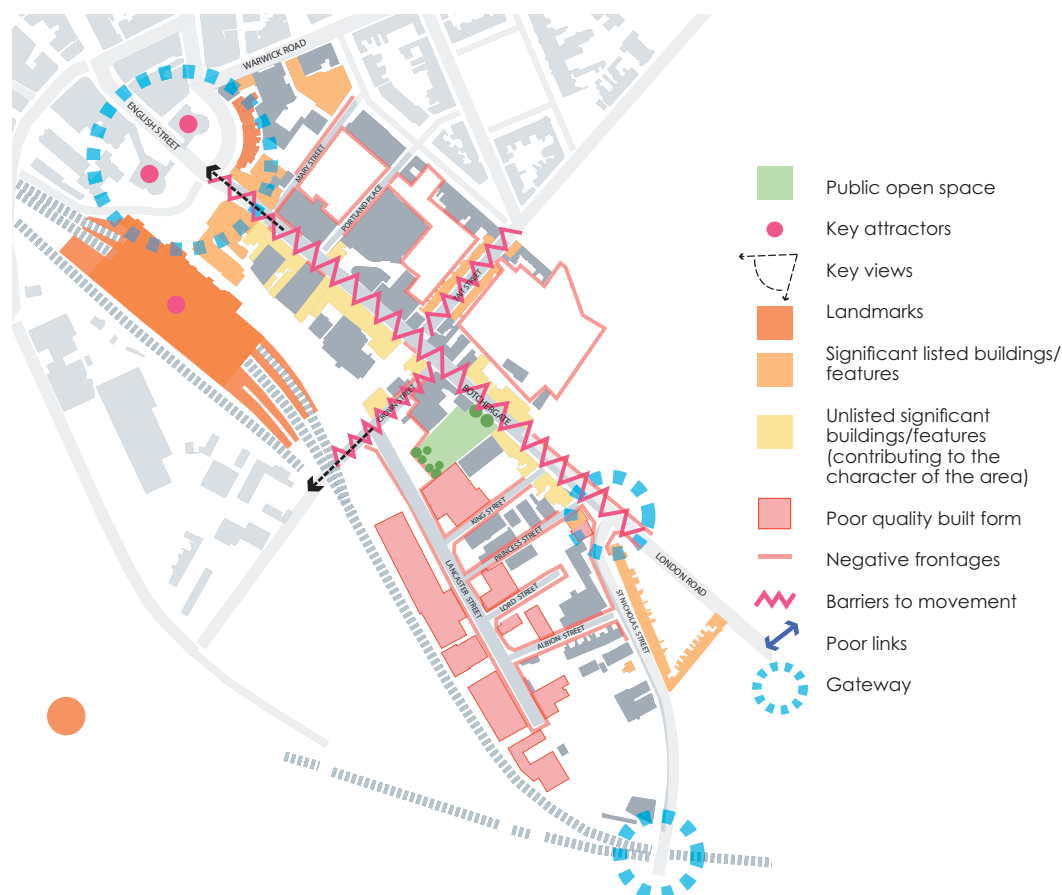 WARWICK ROAD
ENGLISH STREET
MARY STREET
PORTLAND PLACE
TAIT STREET
CROWN STREET
BOTCHERGATE
KING STREET
PRINCESS STREET
LANCASTER STREET
LORD STREET
ALBION STREET
ST NICHOLAS STREET
LONDON ROAD
Public open space
Key attractors
Key views
Landmarks
Significant listed buildings/
features
Unlisted significant
buildings/features
(contributing to the
character of the area)
Poor quality built form
Negative frontages
Barriers to movement
Poor links
Gateway